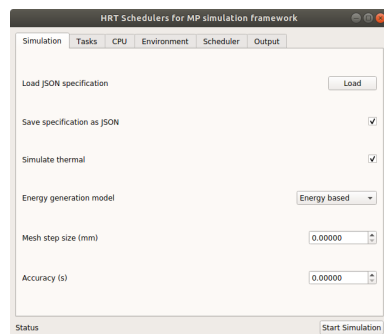 HRT Schedulers for MP simulation framework
Simulation Tasks CPU Environment Scheduler Output
Load JSON specification Load
Save specification as JSON
Simulate thermal
Energy generation model Energy based
Mesh step size (mm) 0.00000
Accuracy (s) 0.00000
Status Start Simulation